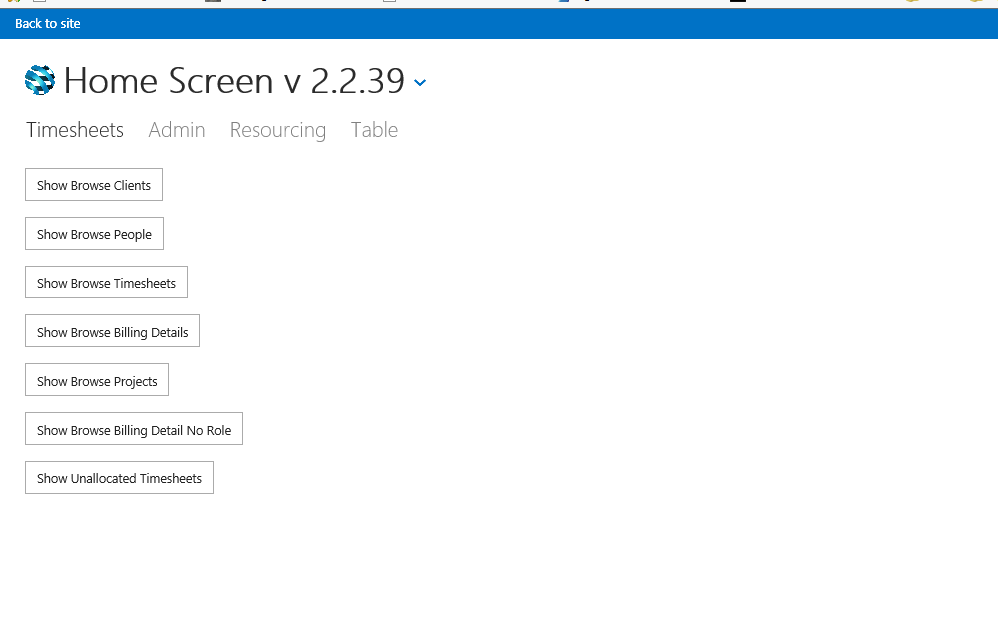 Back to site
Home Screen v 2.2.39
Timesheets Admin Resourcing Table
Show Browse Clients
Show Browse People
Show Browse Timesheets
Show Browse Billing Details
Show Browse Projects
Show Browse Billing Detail No Role
Show Unallocated Timesheets